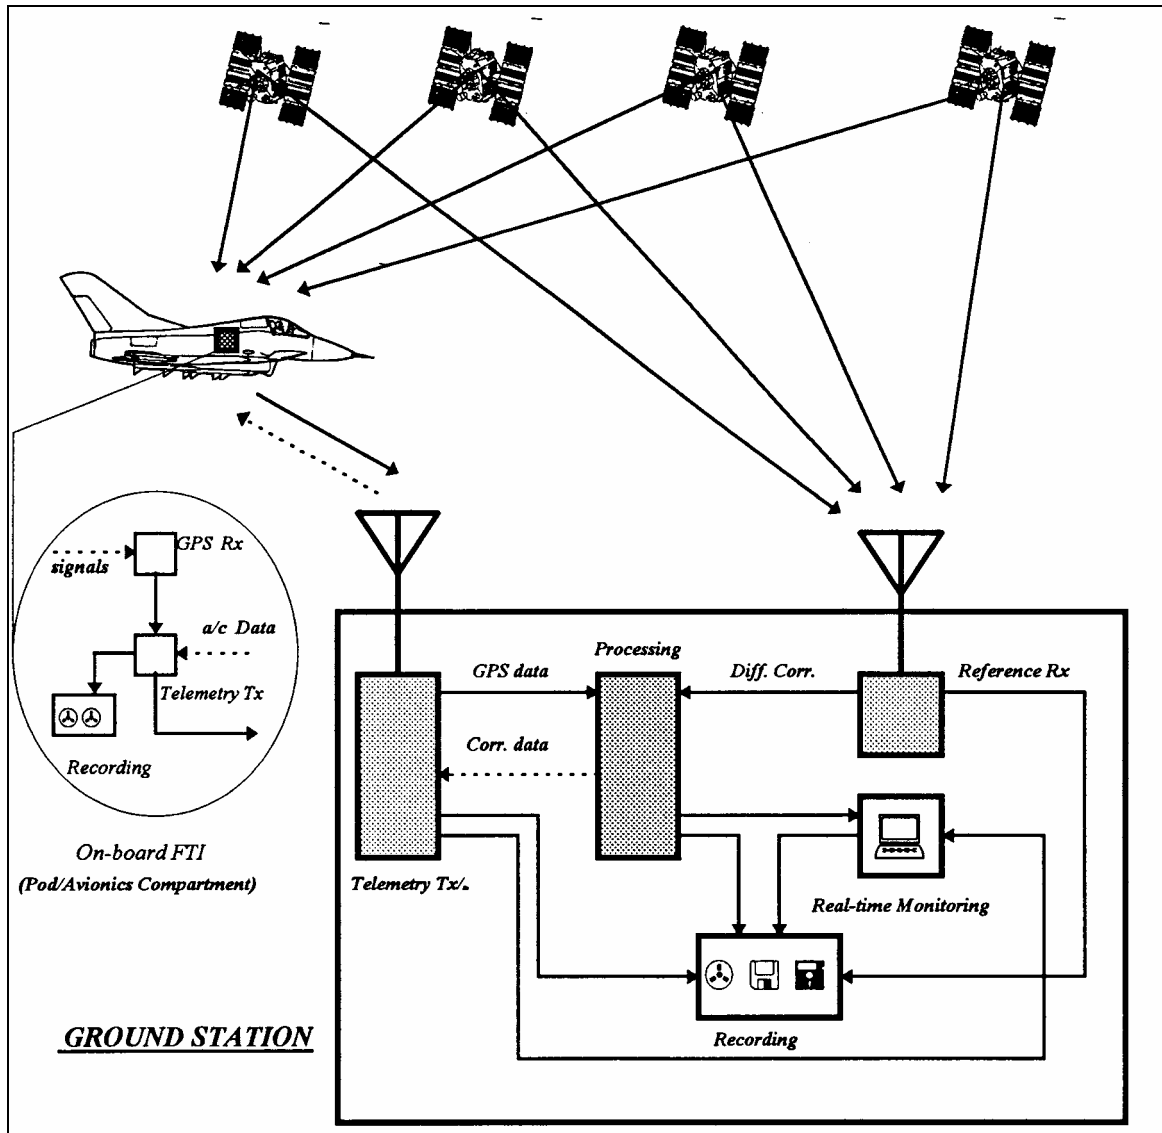 GPS Rx
signals
a/c Data
Telemetry Tx
Recording
On-board FTI
(Pod/Avionics Compartment)
Processing
GPS data
Diff. Corr.
Reference Rx
Corr. data
Telemetry Tx/
Real-time Monitoring
Recording
GROUND STATION